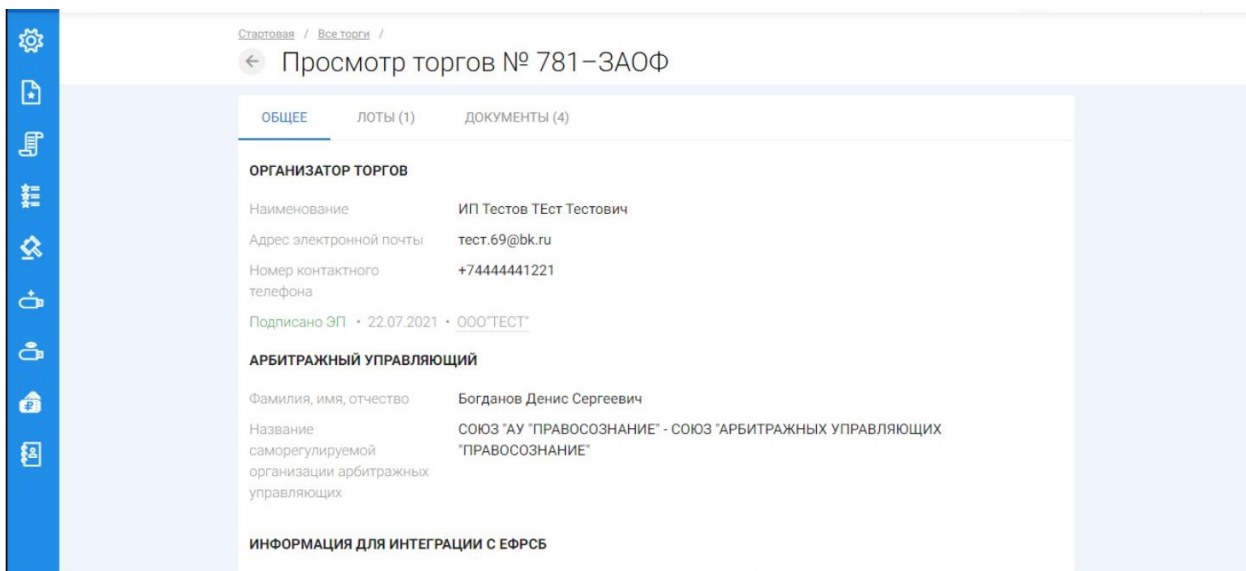 Стартовая / Все торги /
Просмотр торгов № 781-ЗАОФ
ОБЩЕЕ ЛОТЫ (1) ДОКУМЕНТЫ (4)
ОРГАНИЗАТОР ТОРГОВ
Наименование ИП Тестов ТЕст Тестович
Адрес электронной почты тест.69@bk.ru
Номер контактного +74444441221
телефона
Подписано ЭП • 22.07.2021 • ООО"ТЕСТ"
АРБИТРАЖНЫЙ УПРАВЛЯЮЩИЙ
Фамилия, имя, отчество Богданов Денис Сергеевич
Название СОЮЗ "АУ "ПРАВОСОЗНАНИЕ" - СОЮЗ "АРБИТРАЖНЫХ УПРАВЛЯЮЩИХ
саморегулируемой "ПРАВОСОЗНАНИЕ"
организации арбитражных
управляющих
ИНФОРМАЦИЯ ДЛЯ ИНТЕГРАЦИИ С ЕФРСБ